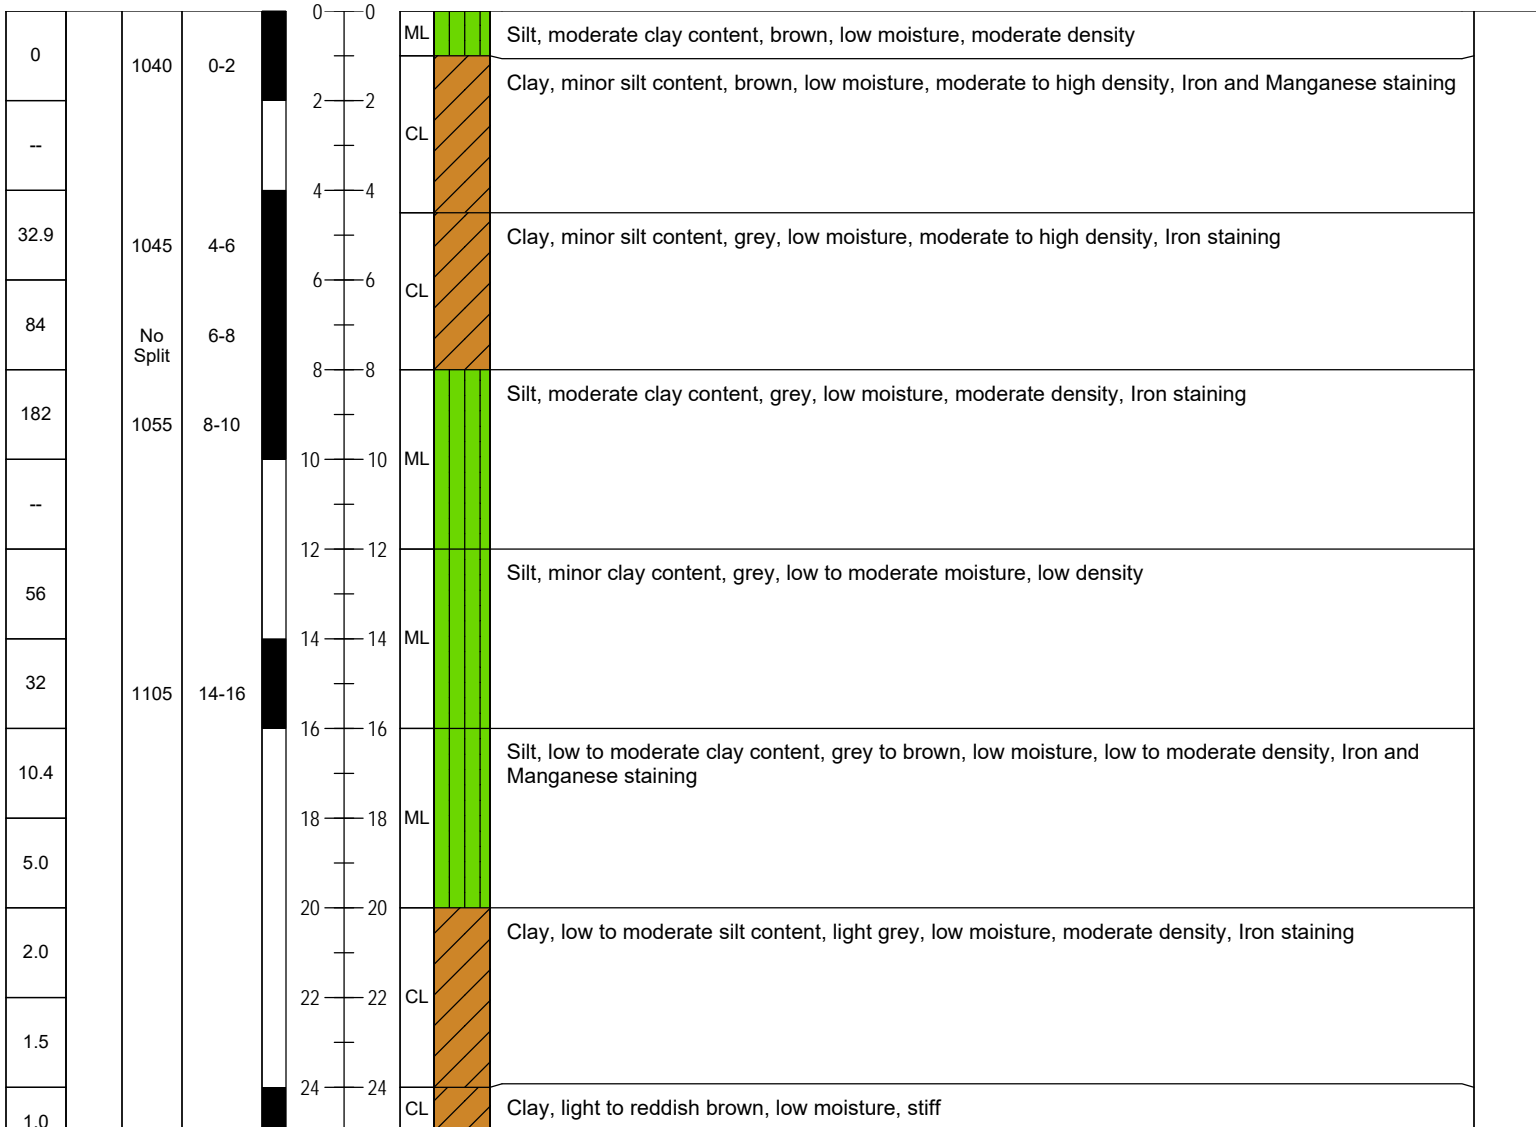 0 0
ML Silt, moderate clay content, brown, low moisture, moderate density
0
1040 0-2
Clay, minor silt content, brown, low moisture, moderate to high density, Iron and Manganese staining
2 2
CL
--
4 4
32.9 1045 4-6
Clay, minor silt content, grey, low moisture, moderate to high density, Iron staining
6 6
CL
84 No 6-8
Split
8 8
Silt, moderate clay content, grey, low moisture, moderate density, Iron staining
182 1055 8-10
10 10 ML
--
12 12
Silt, minor clay content, grey, low to moderate moisture, low density
56
14 14 ML
32 1105 14-16
16 16
Silt, low to moderate clay content, grey to brown, low moisture, low to moderate density, Iron and
Manganese staining
10.4
18 18 ML
5.0
20 20
Clay, low to moderate silt content, light grey, low moisture, moderate density, Iron staining
2.0
22 22 CL
1.5
24 24
CL Clay, light to reddish brown, low moisture, stiff
1.0